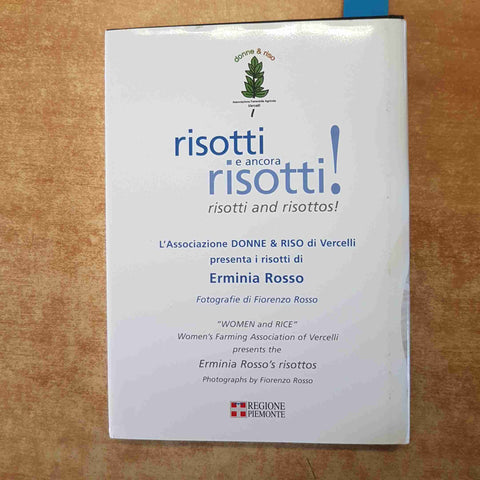 donne & riso
Associazione Femminile Agricola
Vercelli
risotti
e ancora
risotti!
risotti and risottos!
L'Associazione DONNE & RISO di Vercelli
presenta i risotti di
Erminia Rosso
Fotografie di Fiorenzo Rosso
"WOMEN and RICE"
Women's Farming Association of Vercelli
presents the
Erminia Rosso's risottos
Photographs by Fiorenzo Rosso
REGIONE
PIEMONTE